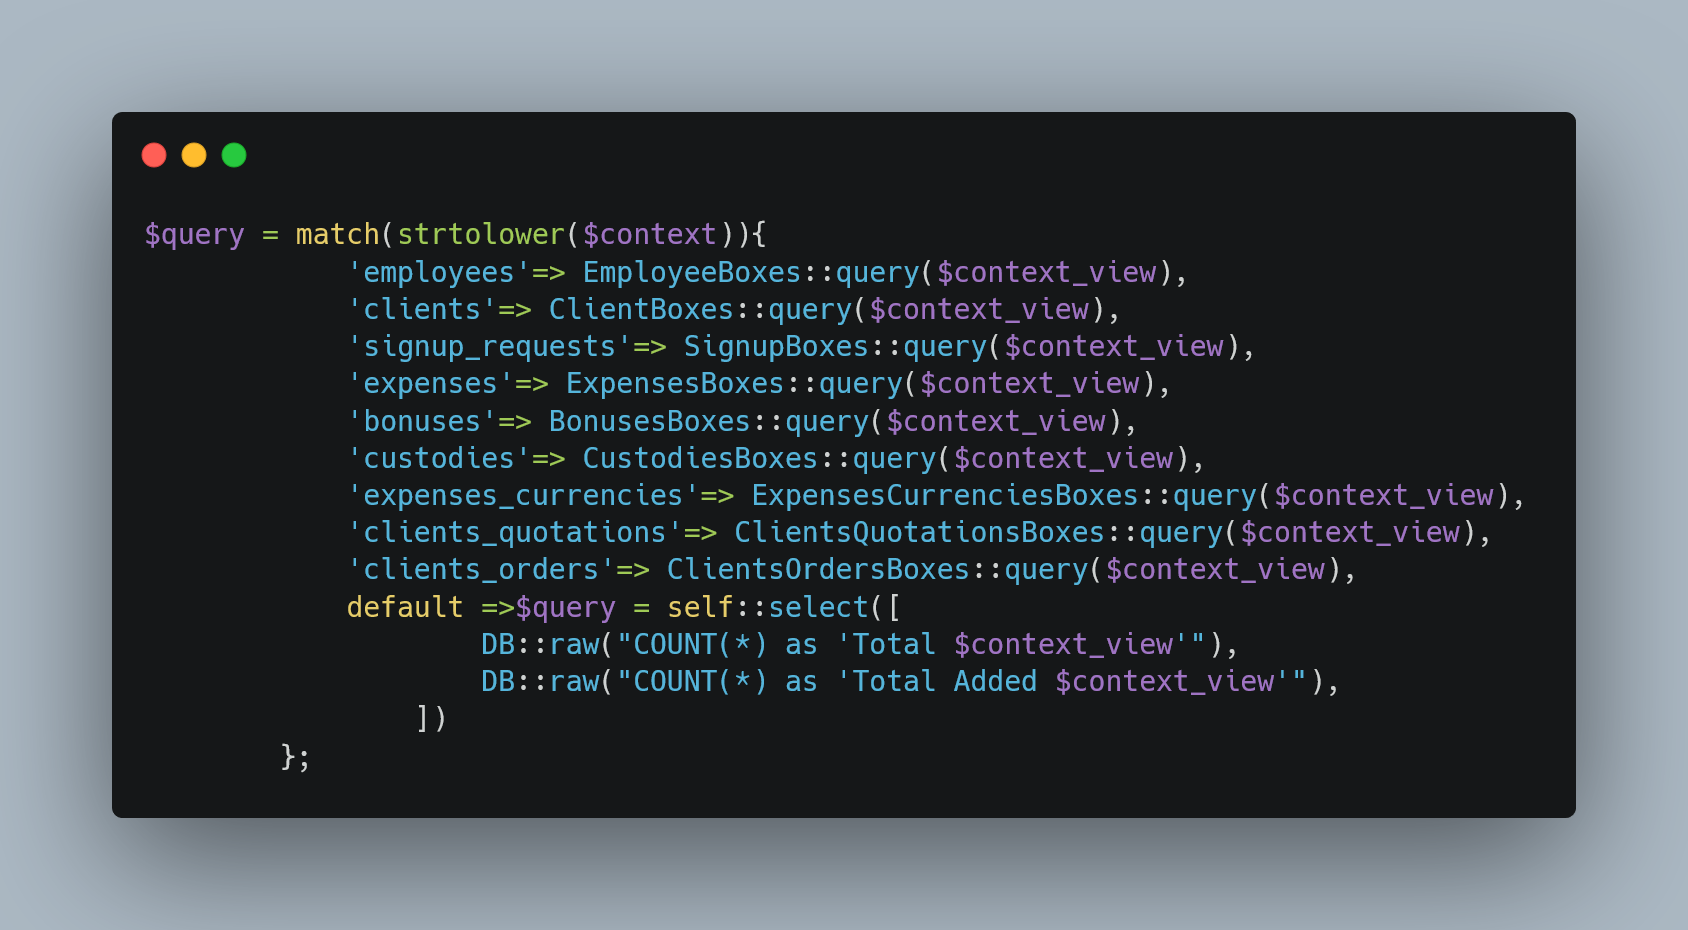 $query = match(strtolower($context)){
'employees'=> EmployeeBoxes::query($context_view),
'clients'=> ClientBoxes::query($context_view),
'signup_requests'=> SignupBoxes::query($context_view),
'expenses'=> ExpensesBoxes::query($context_view),
'bonuses'=> BonusesBoxes::query($context_view),
'custodies'=> CustodiesBoxes::query($context_view),
'expenses_currencies'=> ExpensesCurrenciesBoxes::query($context_view),
'clients_quotations'=> ClientsQuotationsBoxes::query($context_view),
'clients_orders'=> ClientsOrdersBoxes::query($context_view),
default =>$query = self::select([
DB::raw("COUNT(*) as 'Total $context_view'"),
DB::raw("COUNT(*) as 'Total Added $context_view'"),
])
};